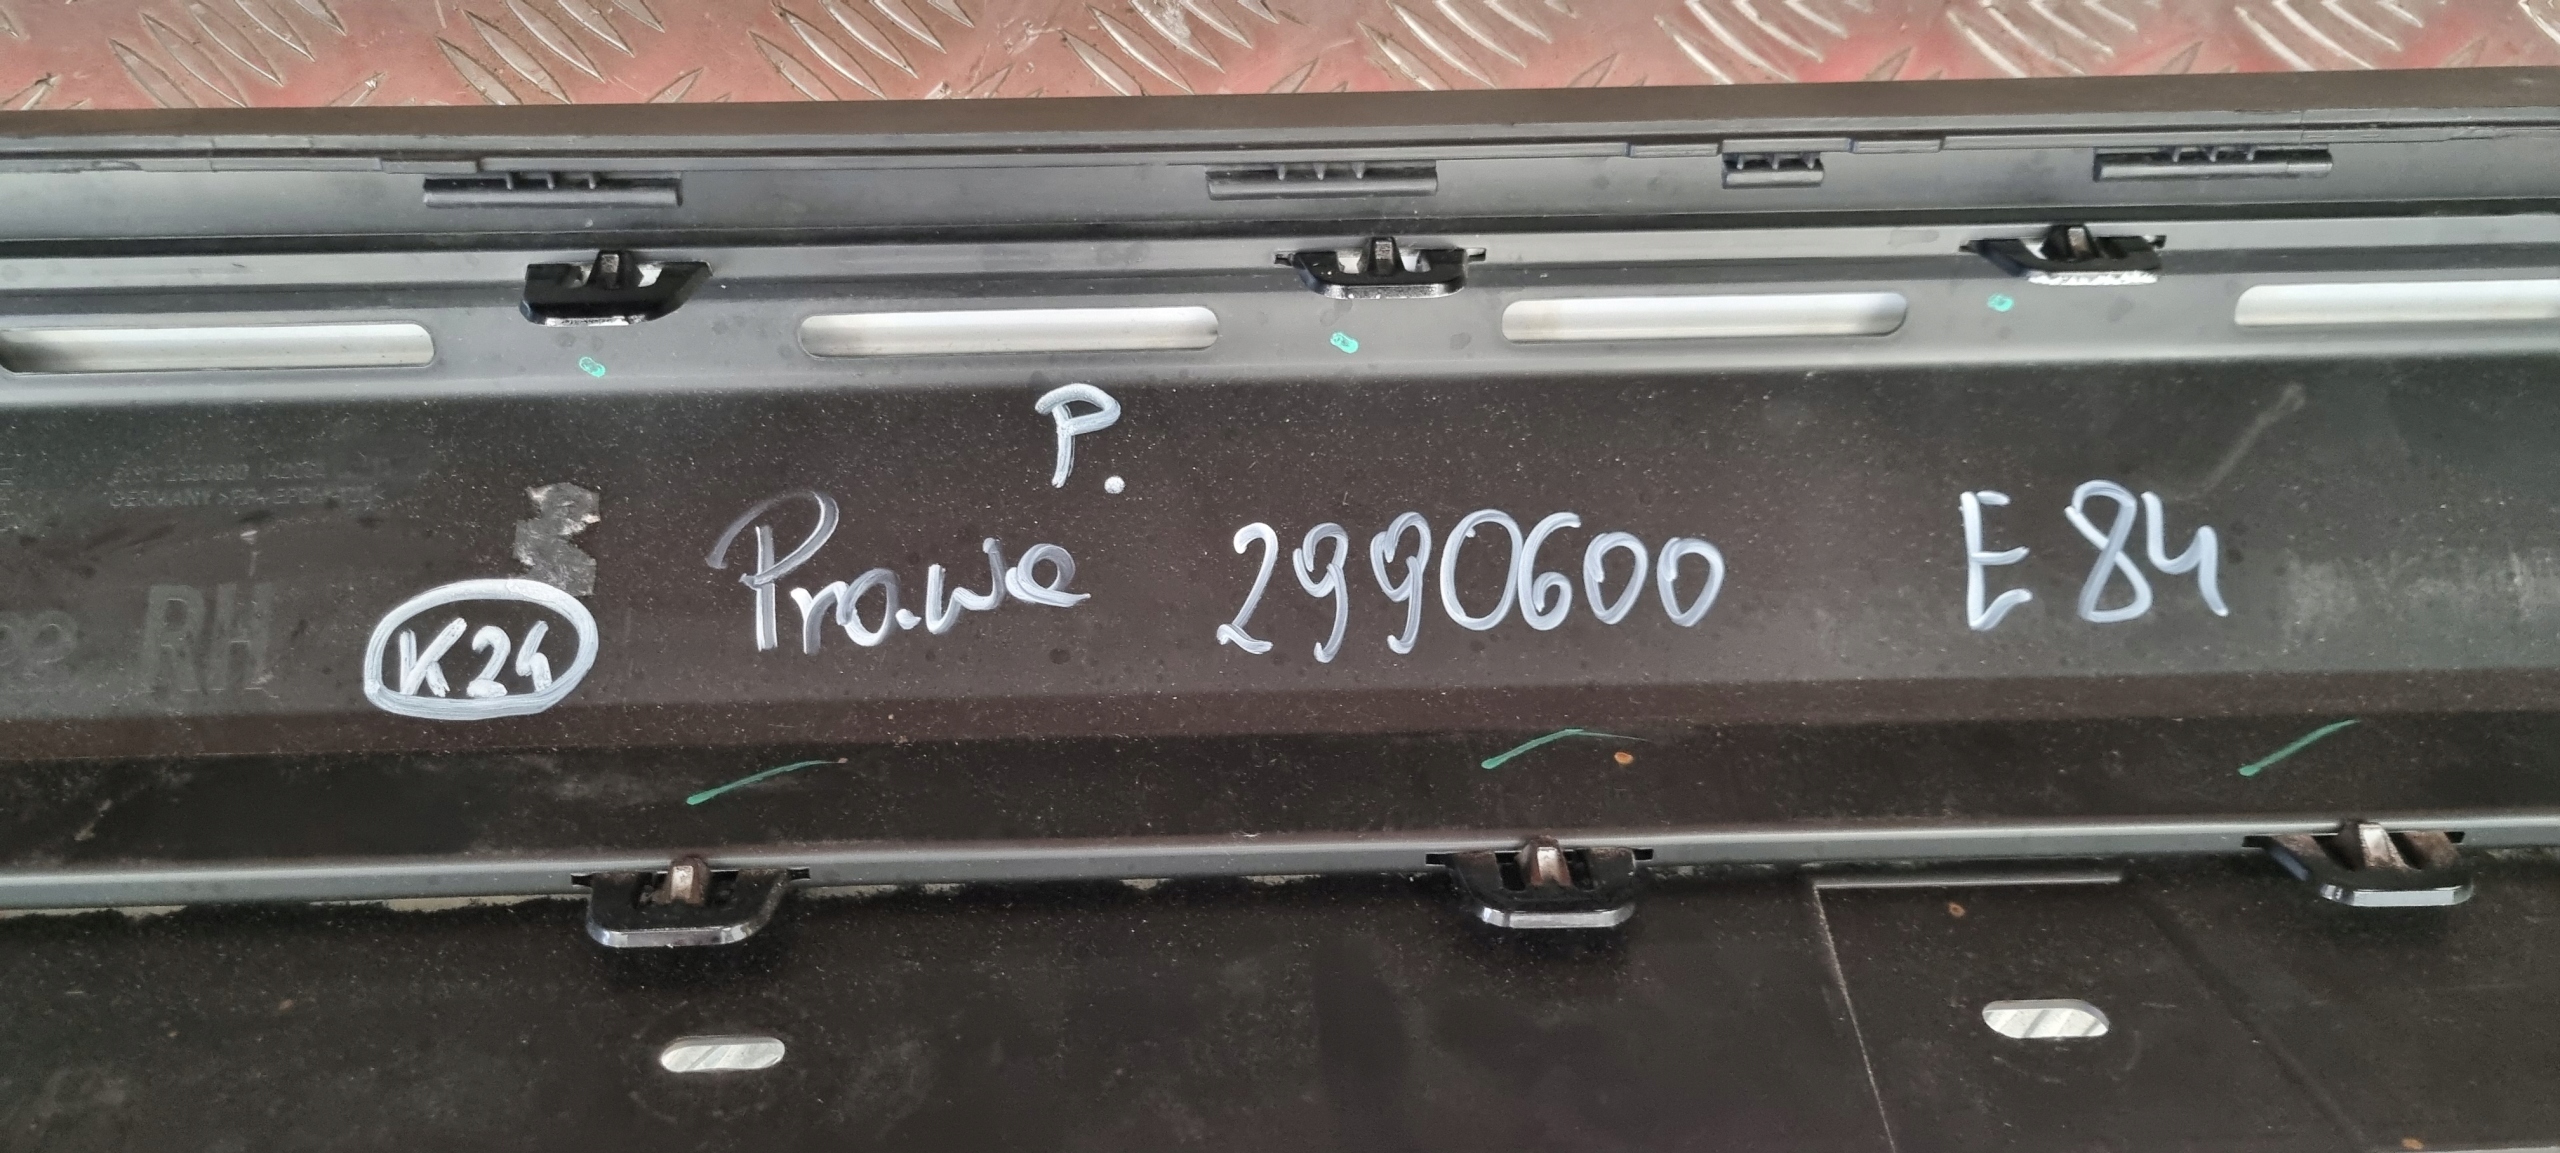 P.
Prawe 2990600 E84
GERMANY
RH
K24